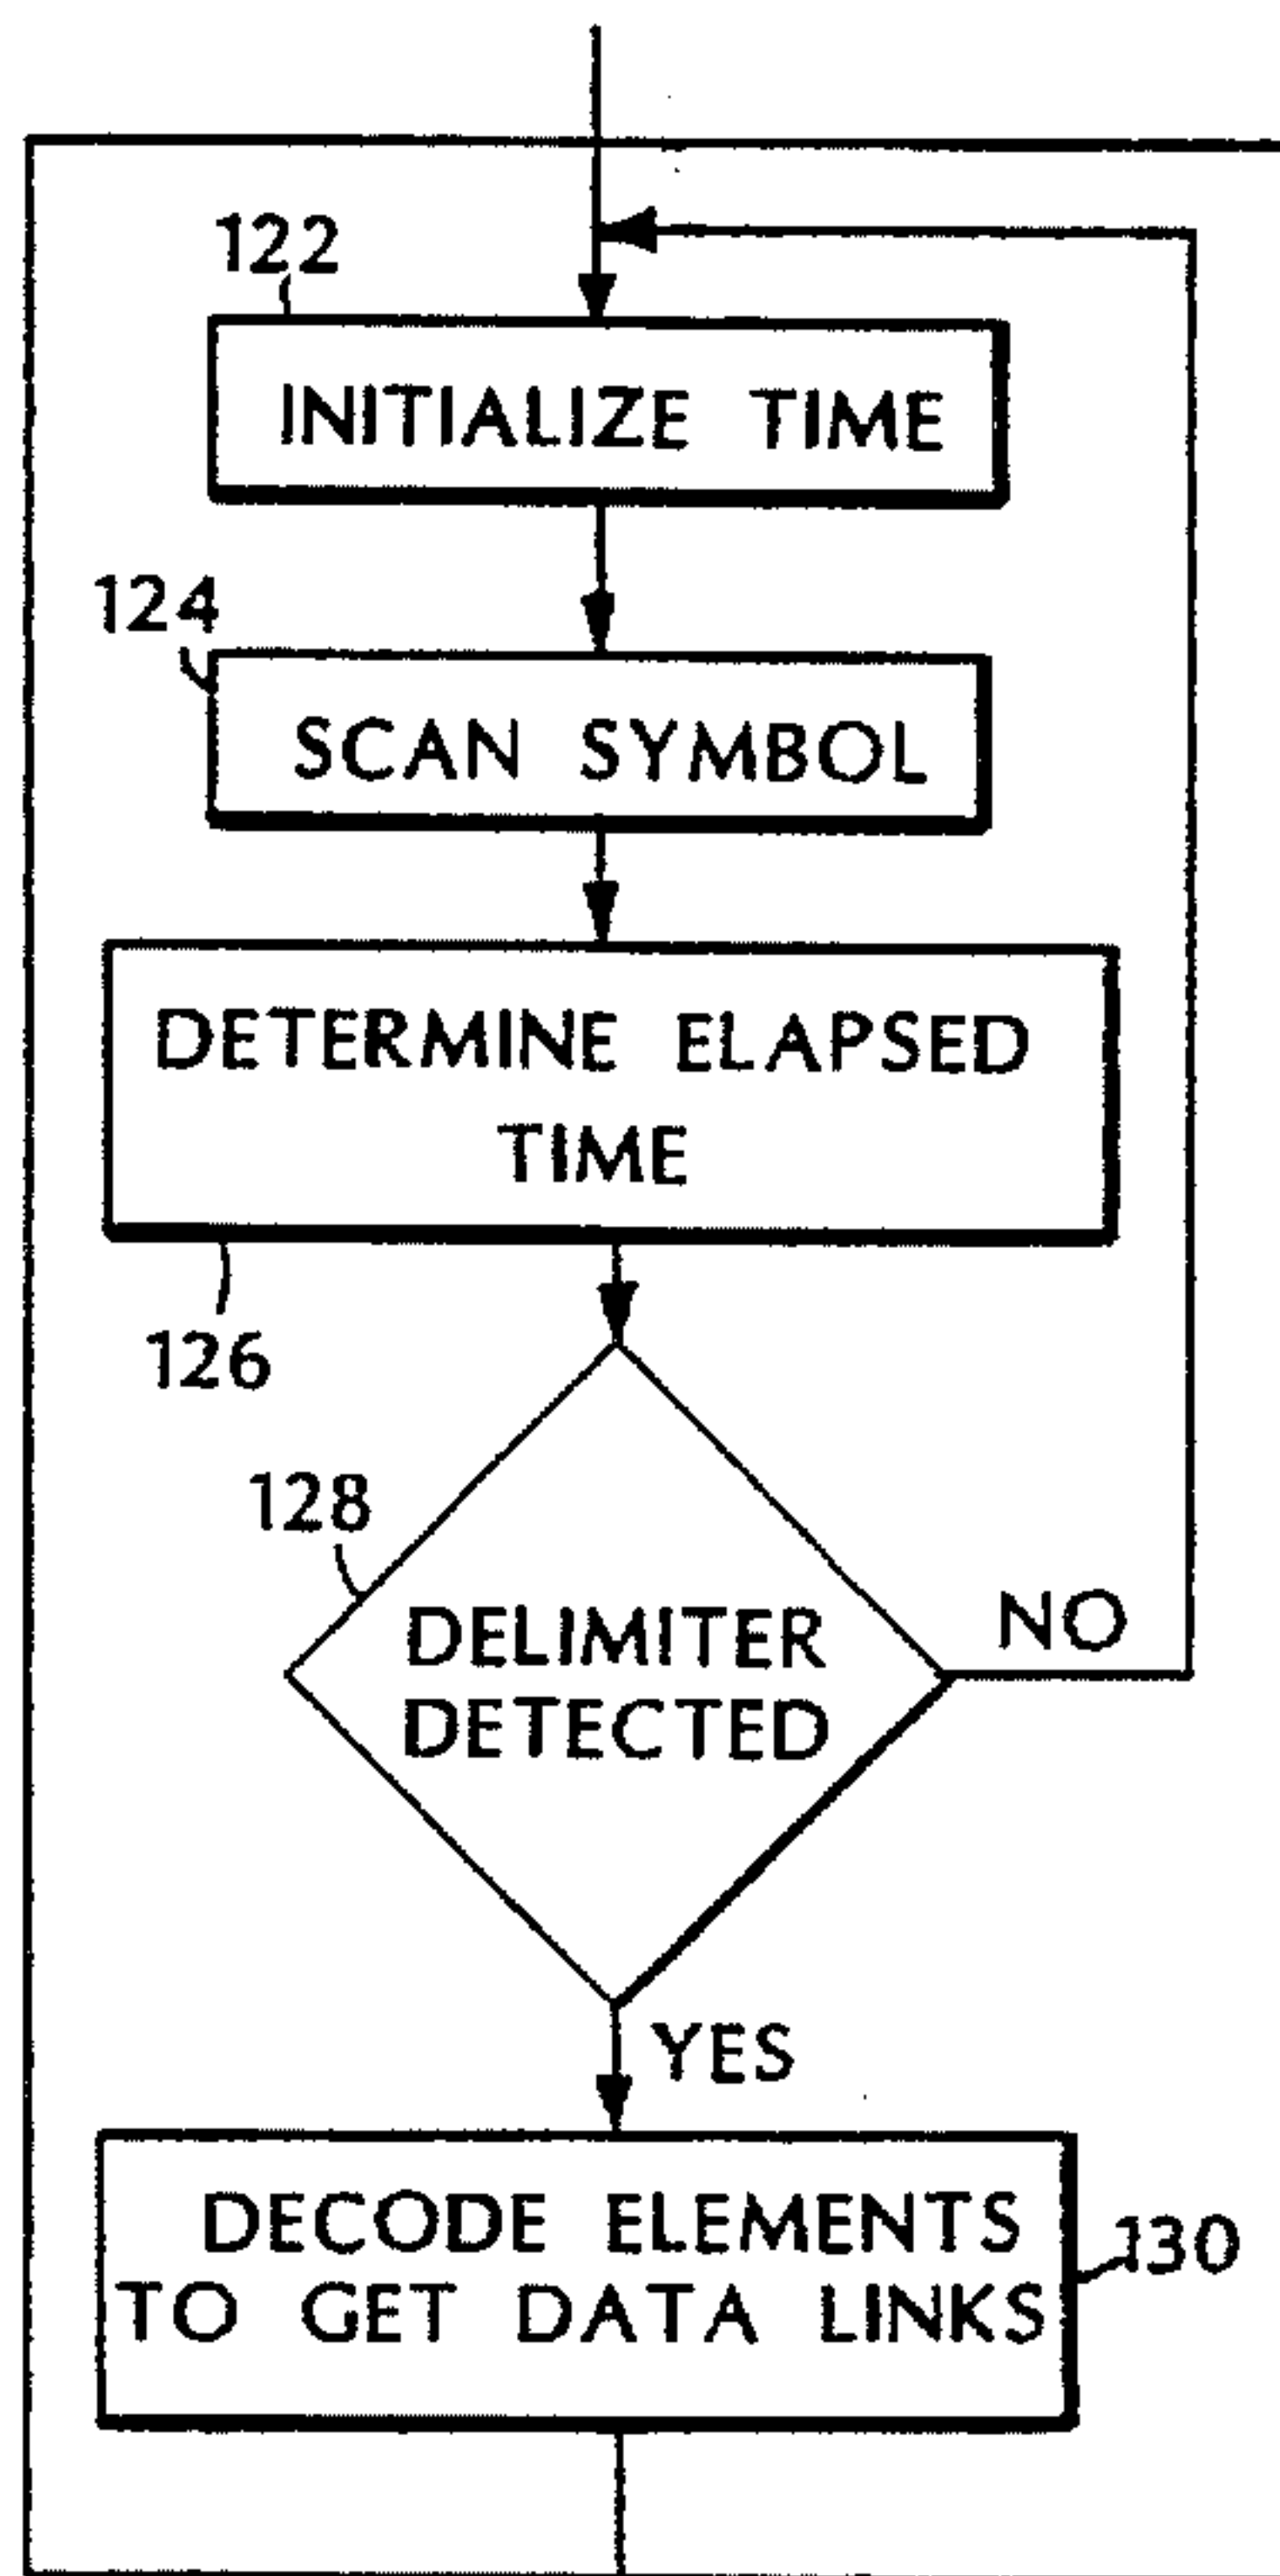 122
INITIALIZE TIME
124
SCAN SYMBOL
DETERMINE ELAPSED
TIME
126
128
DELIMITER
DETECTED
NO
YES
DECODE ELEMENTS
TO GET DATA LINKS
130